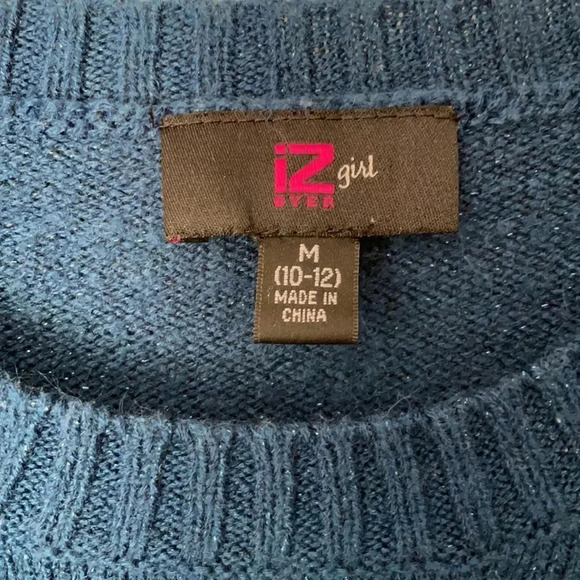 iZ girl
BYER
M
(10-12)
MADE IN
CHINA